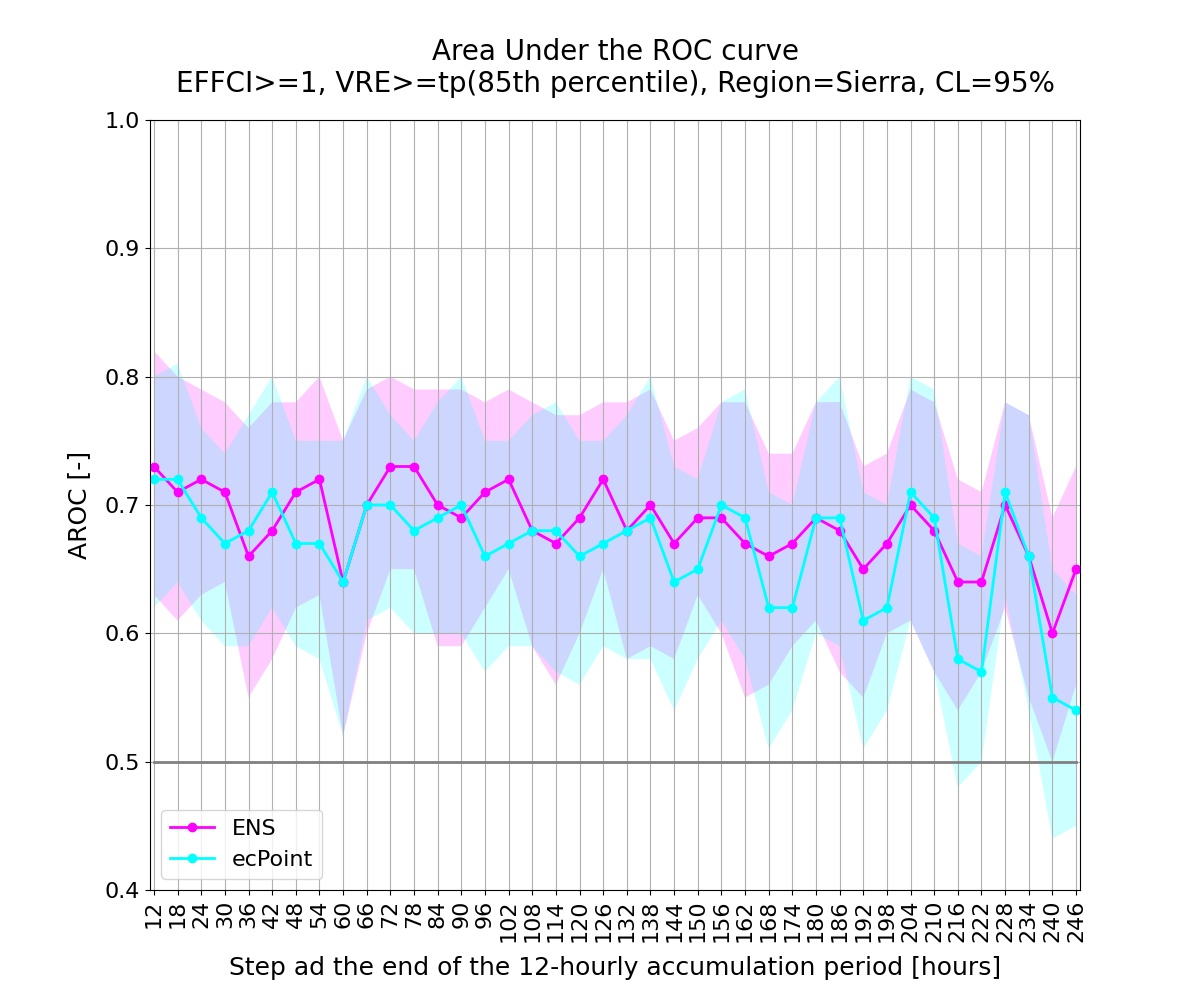 Area Under the ROC curve
EFFCI>=1, VRE>=tp(85th percentile), Region=Sierra, CL=95%
AROC [-]
1.0
0.9
0.8
0.7
0.6
0.5
0.4
ENS
ecPoint
12 18 24 30 36 42 48 54 60 66 72 78 84 90 96 102 108 114 120 126 132 138 144 150 156 162 168 174 180 186 192 198 204 210 216 222 228 234 240 246
Step ad the end of the 12-hourly accumulation period [hours]